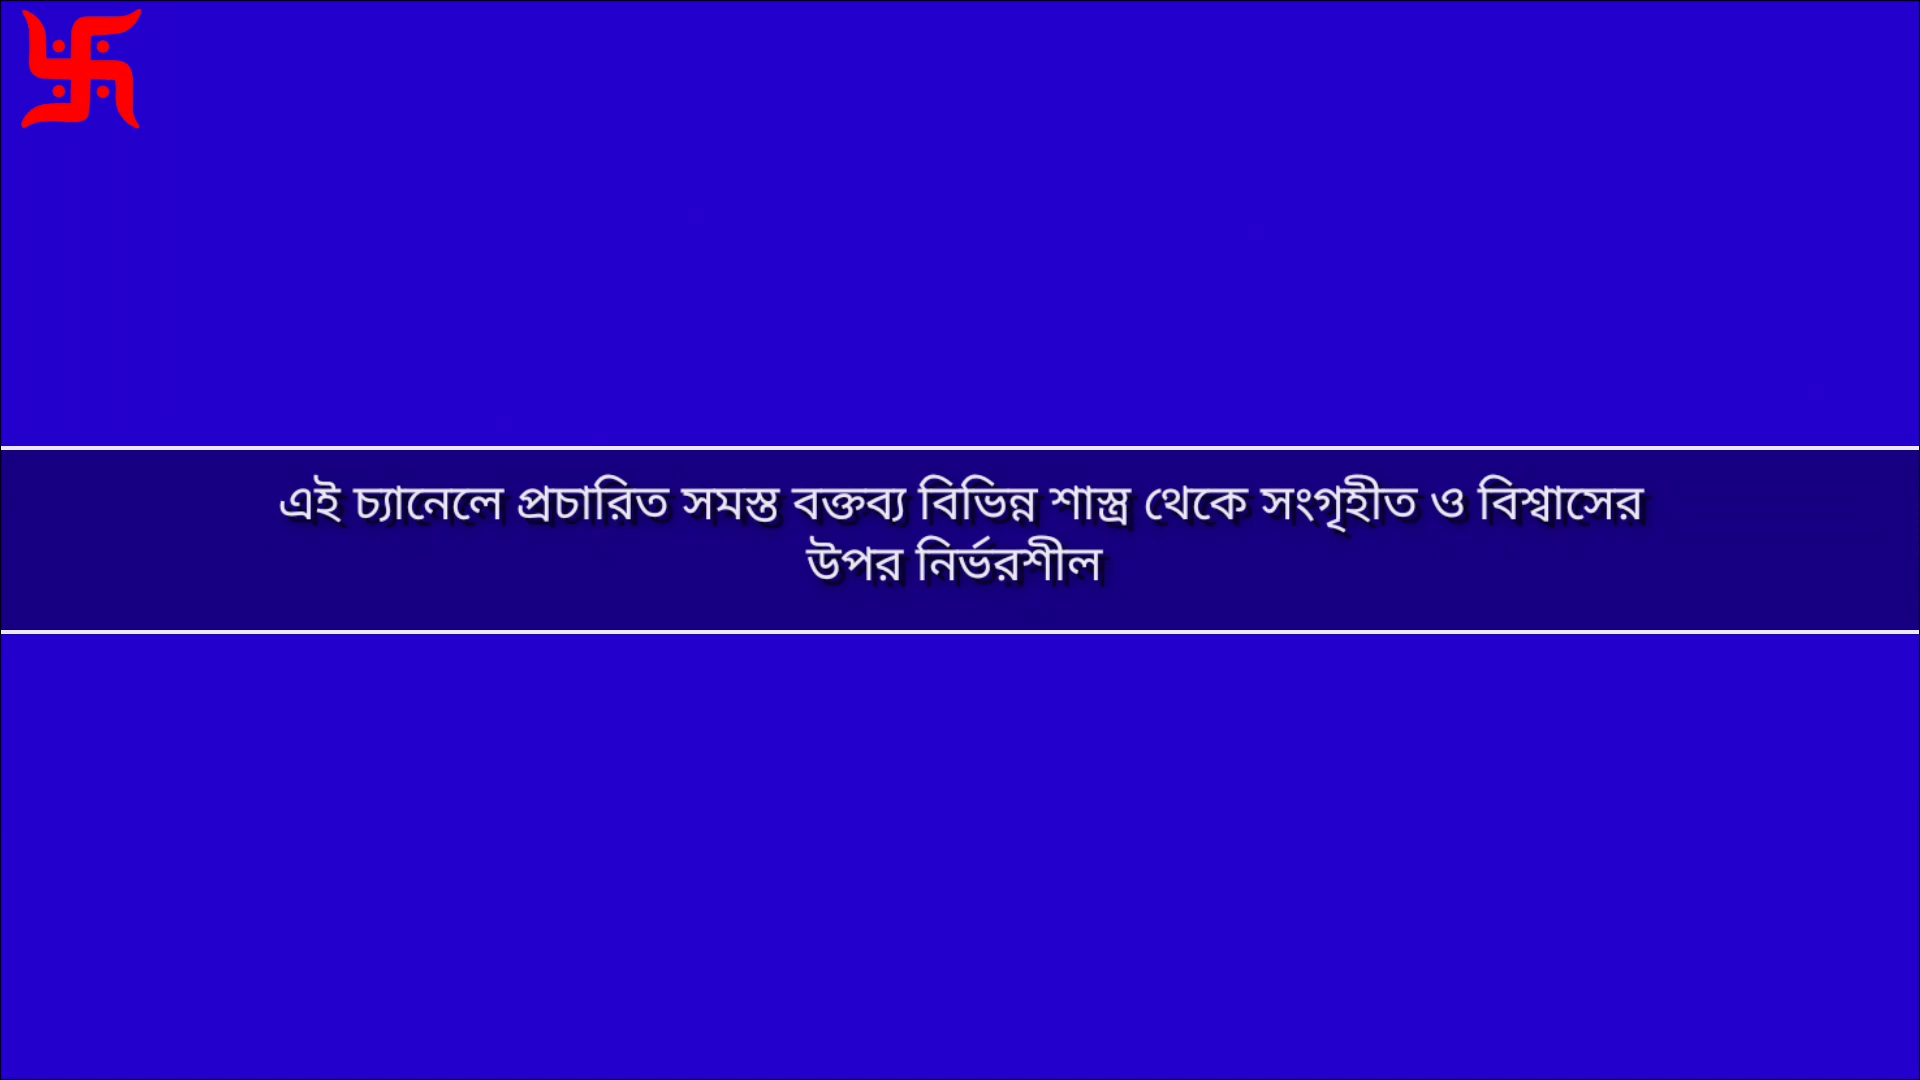 এই চ্যানেলে প্রচারিত সমস্ত বক্তব্য বিভিন্ন শাস্ত্র থেকে সংগৃহীত ও বিশ্বাসের
উপর নির্ভরশীল